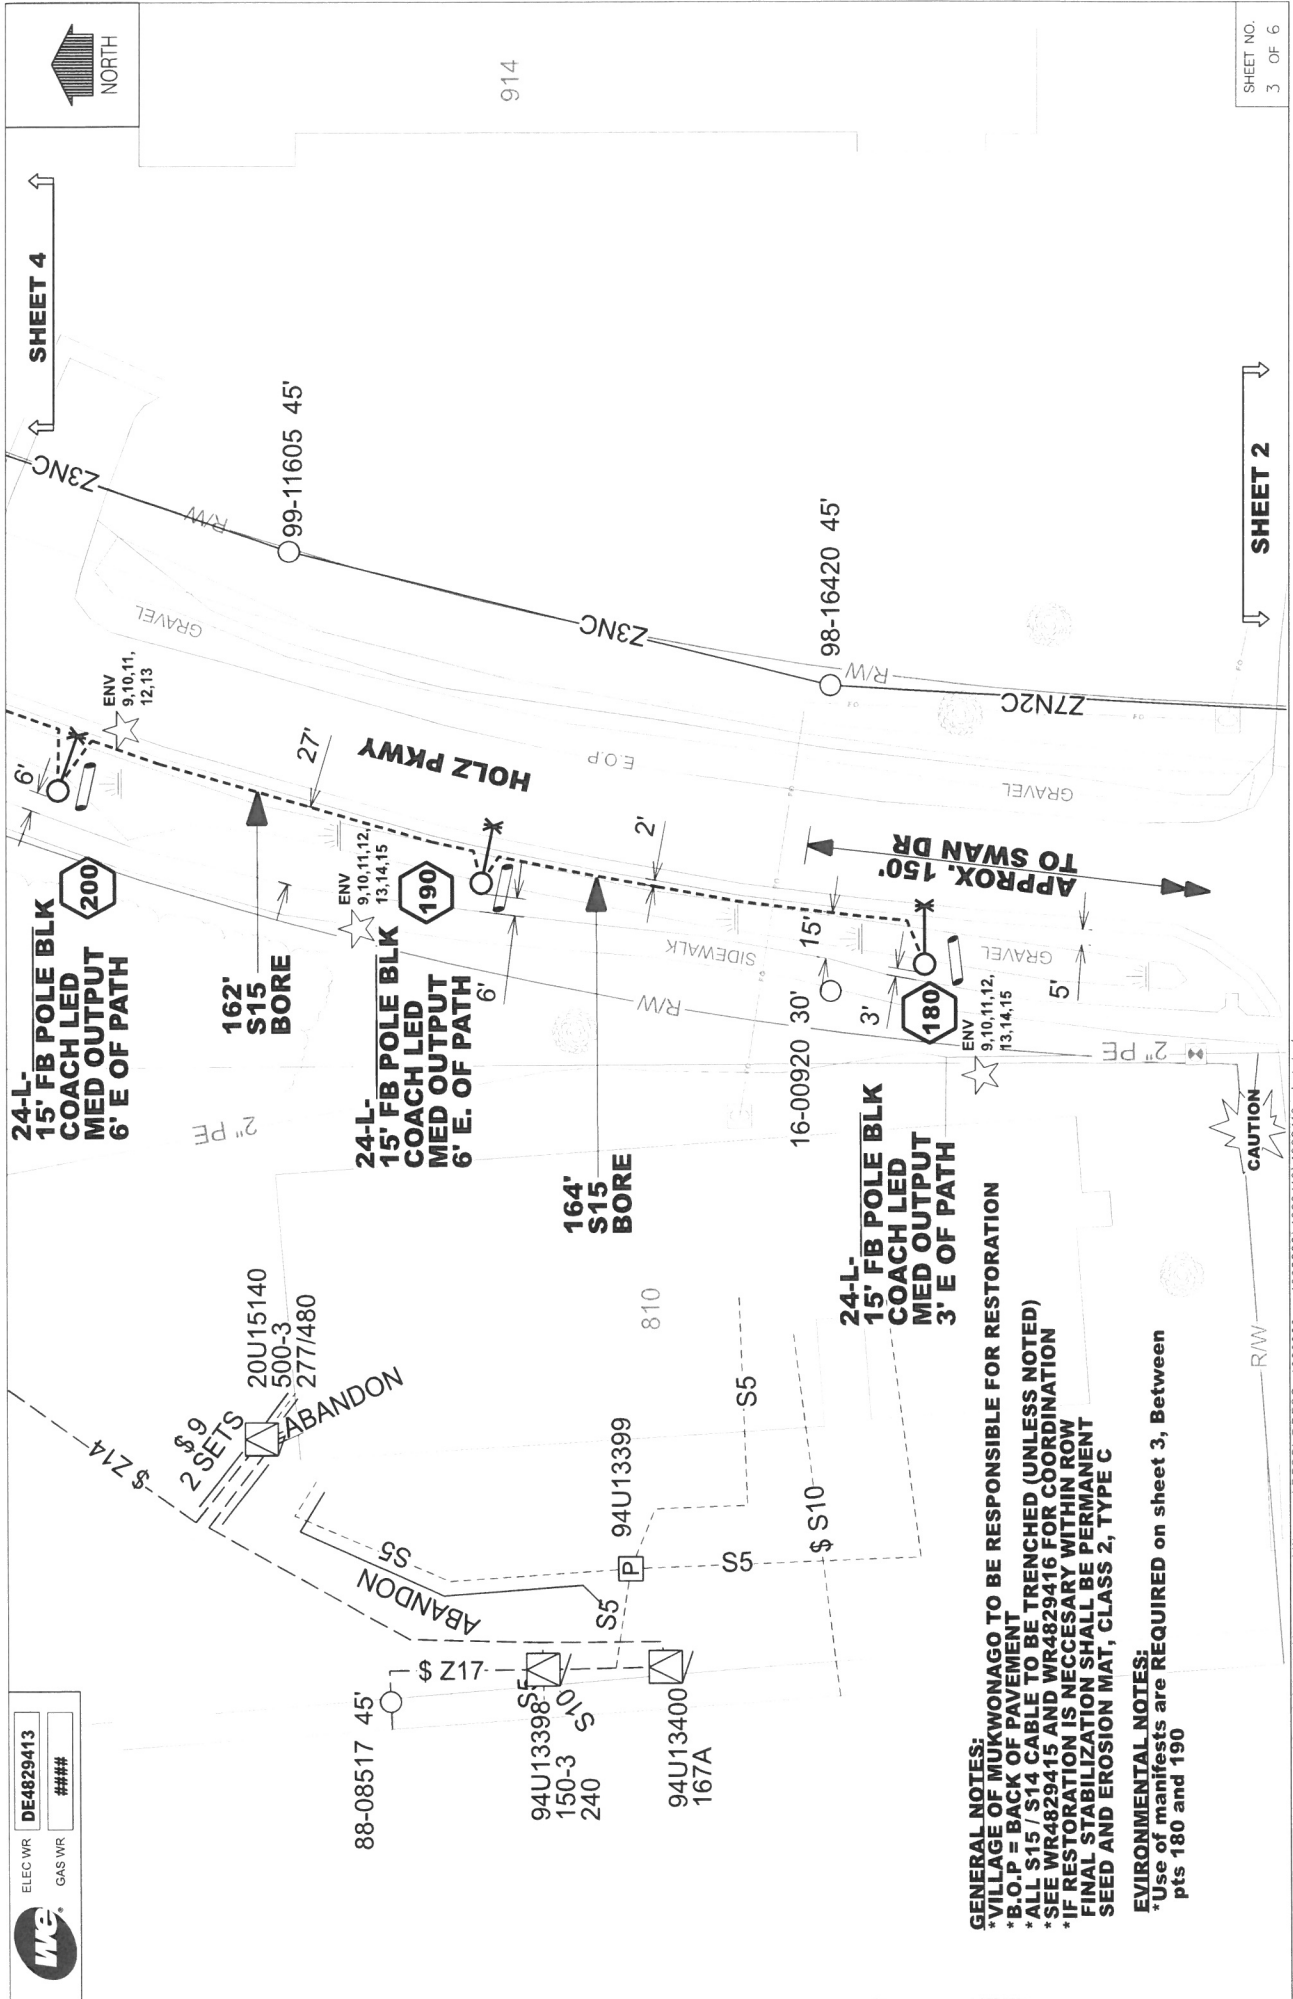 we
ELEC WR DE4829413
GAS WR ####
NORTH
SHEET 4
914
24-L-
15' FB POLE BLK
COACH LED
MED OUTPUT
6' E OF PATH
200
6'
ENV
9,10,11,
12,13
Z3NC
R/W
99-11605 45'
GRAVEL
27'
HOLZ PKWY
162'
S15
BORE
2" PE
24-L-
15' FB POLE BLK
COACH LED
MED OUTPUT
6' E. OF PATH
190
ENV
9,10,11,12,
13,14,15
6'
Z3NC
E.O.P
2'
164'
S15
BORE
SIDEWALK
R/W
98-16420 45'
R/W
Z7N2C
GRAVEL
APPROX. 150'
TO SWAN DR
15'
16-00920 30'
3'
180
24-L-
15' FB POLE BLK
COACH LED
MED OUTPUT
3' E OF PATH
ENV
9,10,11,12,
13,14,15
GRAVEL
5'
2" PE
CAUTION
R/W
SHEET 2
$ Z14
2 $ 9
2 SETS
20U15140
500-3
277/480
ABANDON
S5
ABANDON
88-08517 45'
$ Z17
S5
94U13398
150-3
240
S5
S10
94U13400
167A
P
94U13399
S5
S5
$ S10
810
GENERAL NOTES:
*VILLAGE OF MUKWONAGO TO BE RESPONSIBLE FOR RESTORATION
*B.O.P = BACK OF PAVEMENT
*ALL S15 / S14 CABLE TO BE TRENCHED (UNLESS NOTED)
*SEE WR4829415 AND WR4829416 FOR COORDINATION
*IF RESTORATION IS NECCESARY WITHIN ROW
FINAL STABILIZATION SHALL BE PERMANENT
SEED AND EROSION MAT, CLASS 2, TYPE C
EVIRONMENTAL NOTES:
*Use of manifests are REQUIRED on sheet 3, Between
pts 180 and 190
SHEET NO.
3 OF 6